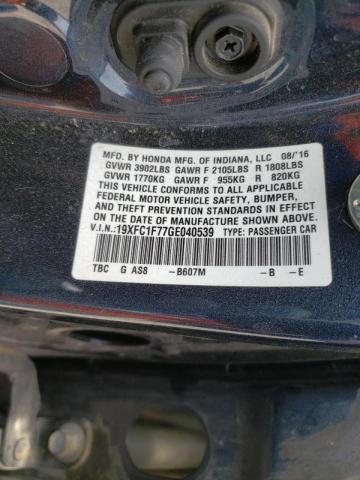 MFD. BY HONDA MFG. OF INDIANA, LLC 08/'16
GVWR 3902LBS GAWR F 2105LBS R 1808LBS
GVWR 1770KG GAWR F 955KG R 820KG
THIS VEHICLE CONFORMS TO ALL APPLICABLE
FEDERAL MOTOR VEHICLE SAFETY, BUMPER,
AND THEFT PREVENTION STANDARDS IN EFFECT
ON THE DATE OF MANUFACTURE SHOWN ABOVE.
V.I.N.:19XFC1F77GE040539 TYPE: PASSENGER CAR
TBC G AS8 -B607M -B -E